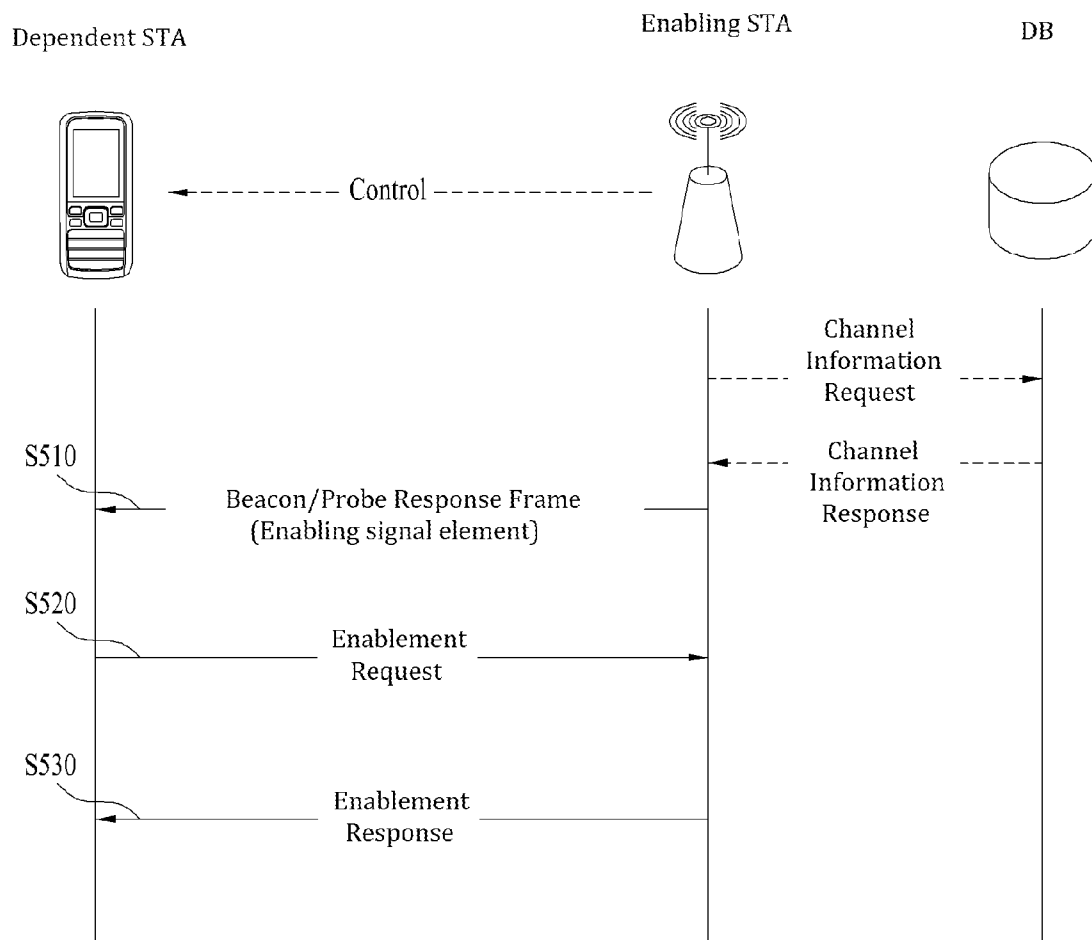 Dependent STA
Enabling STA
DB
Control
Channel
Information
Request
Channel
Information
Response
S510
Beacon/Probe Response Frame
(Enabling signal element)
S520
Enablement
Request
S530
Enablement
Response